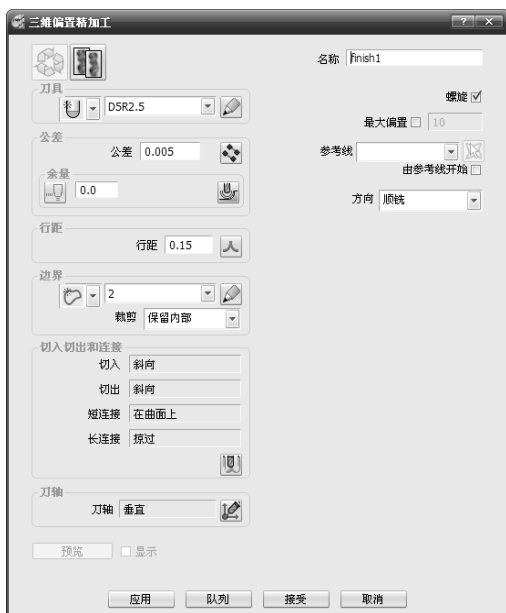 三维偏置精加工
名称 finish1
刀具
D5R2.5
螺旋
最大偏置 10
公差
公差 0.005
参考线
由参考线开始
余量
0.0
方向 顺铣
行距
行距 0.15
边界
2
裁剪 保留内部
切入切出和连接
切入 斜向
切出 斜向
短连接 在曲面上
长连接 掠过
刀轴
刀轴 垂直
预览 显示
应用 队列 接受 取消